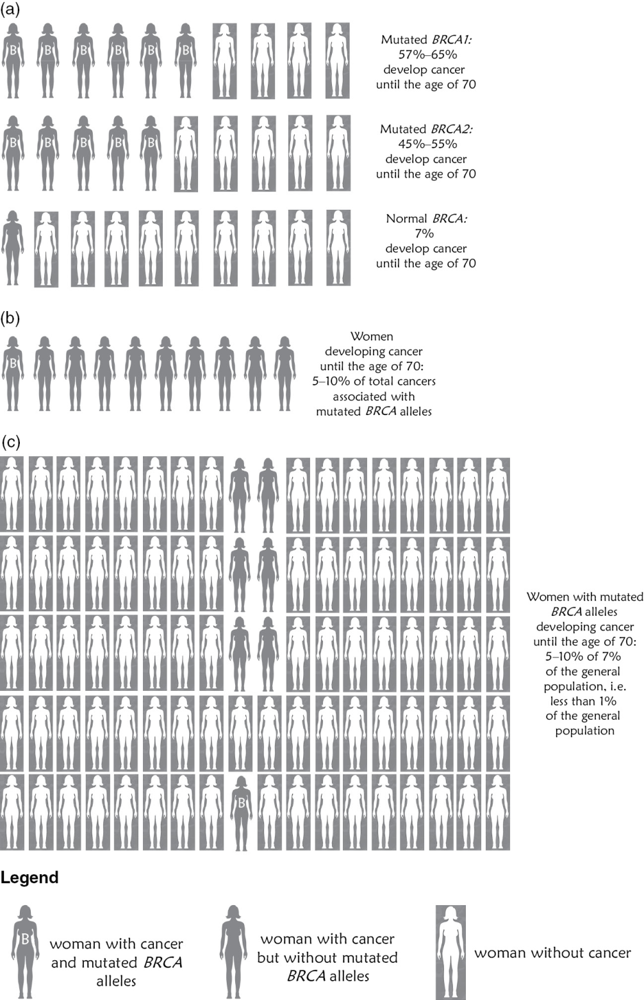 (a)
B B B B B B
Mutated BRCA1:
57%–65%
develop cancer
until the age of 70
B B B B B
Mutated BRCA2:
45%–55%
develop cancer
until the age of 70
Normal BRCA:
7%
develop cancer
until the age of 70
(b)
B
Women
developing cancer
until the age of 70:
5–10% of total cancers
associated with
mutated BRCA alleles
(c)
Women with mutated
BRCA alleles
developing cancer
until the age of 70:
5–10% of 7%
of the general
population, i.e.
less than 1%
of the general
population
B
Legend
B
woman with cancer
and mutated BRCA
alleles
woman with cancer
but without mutated
BRCA alleles
woman without cancer